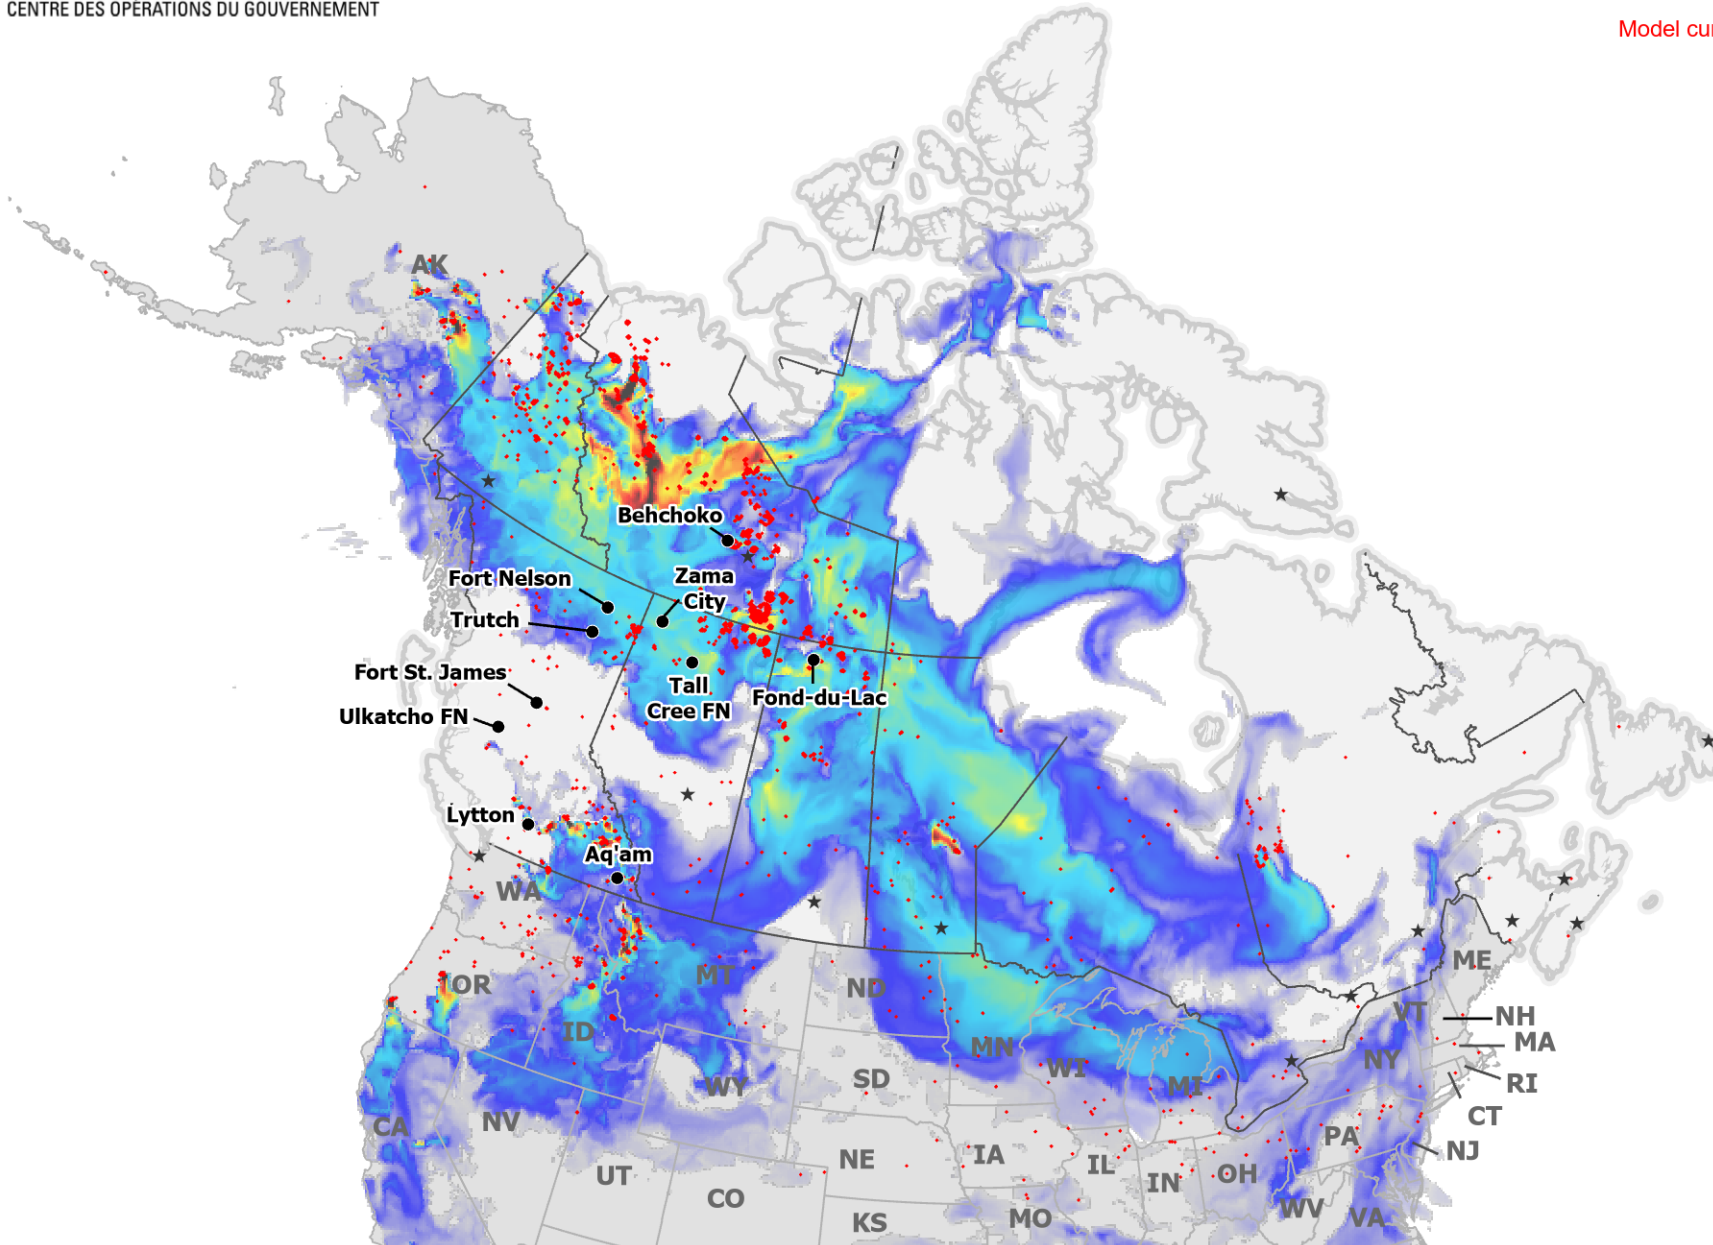 CENTRE DES OPÉRATIONS DU GOUVERNEMENT
Model cur
AK
Behchoko
Fort Nelson
Zama
City
Trutch
Fort St. James
Tall
Cree FN
Fond-du-Lac
Ulkatcho FN
Lytton
Aq'am
WA
ME
MT
OR
ND
VT
NH
ID
MN
MA
NY
WI
SD
MI
WY
RI
CT
NV
CA
PA
NJ
IA
NE
IL
OH
UT
IN
CO
WV
MO
VA
KS